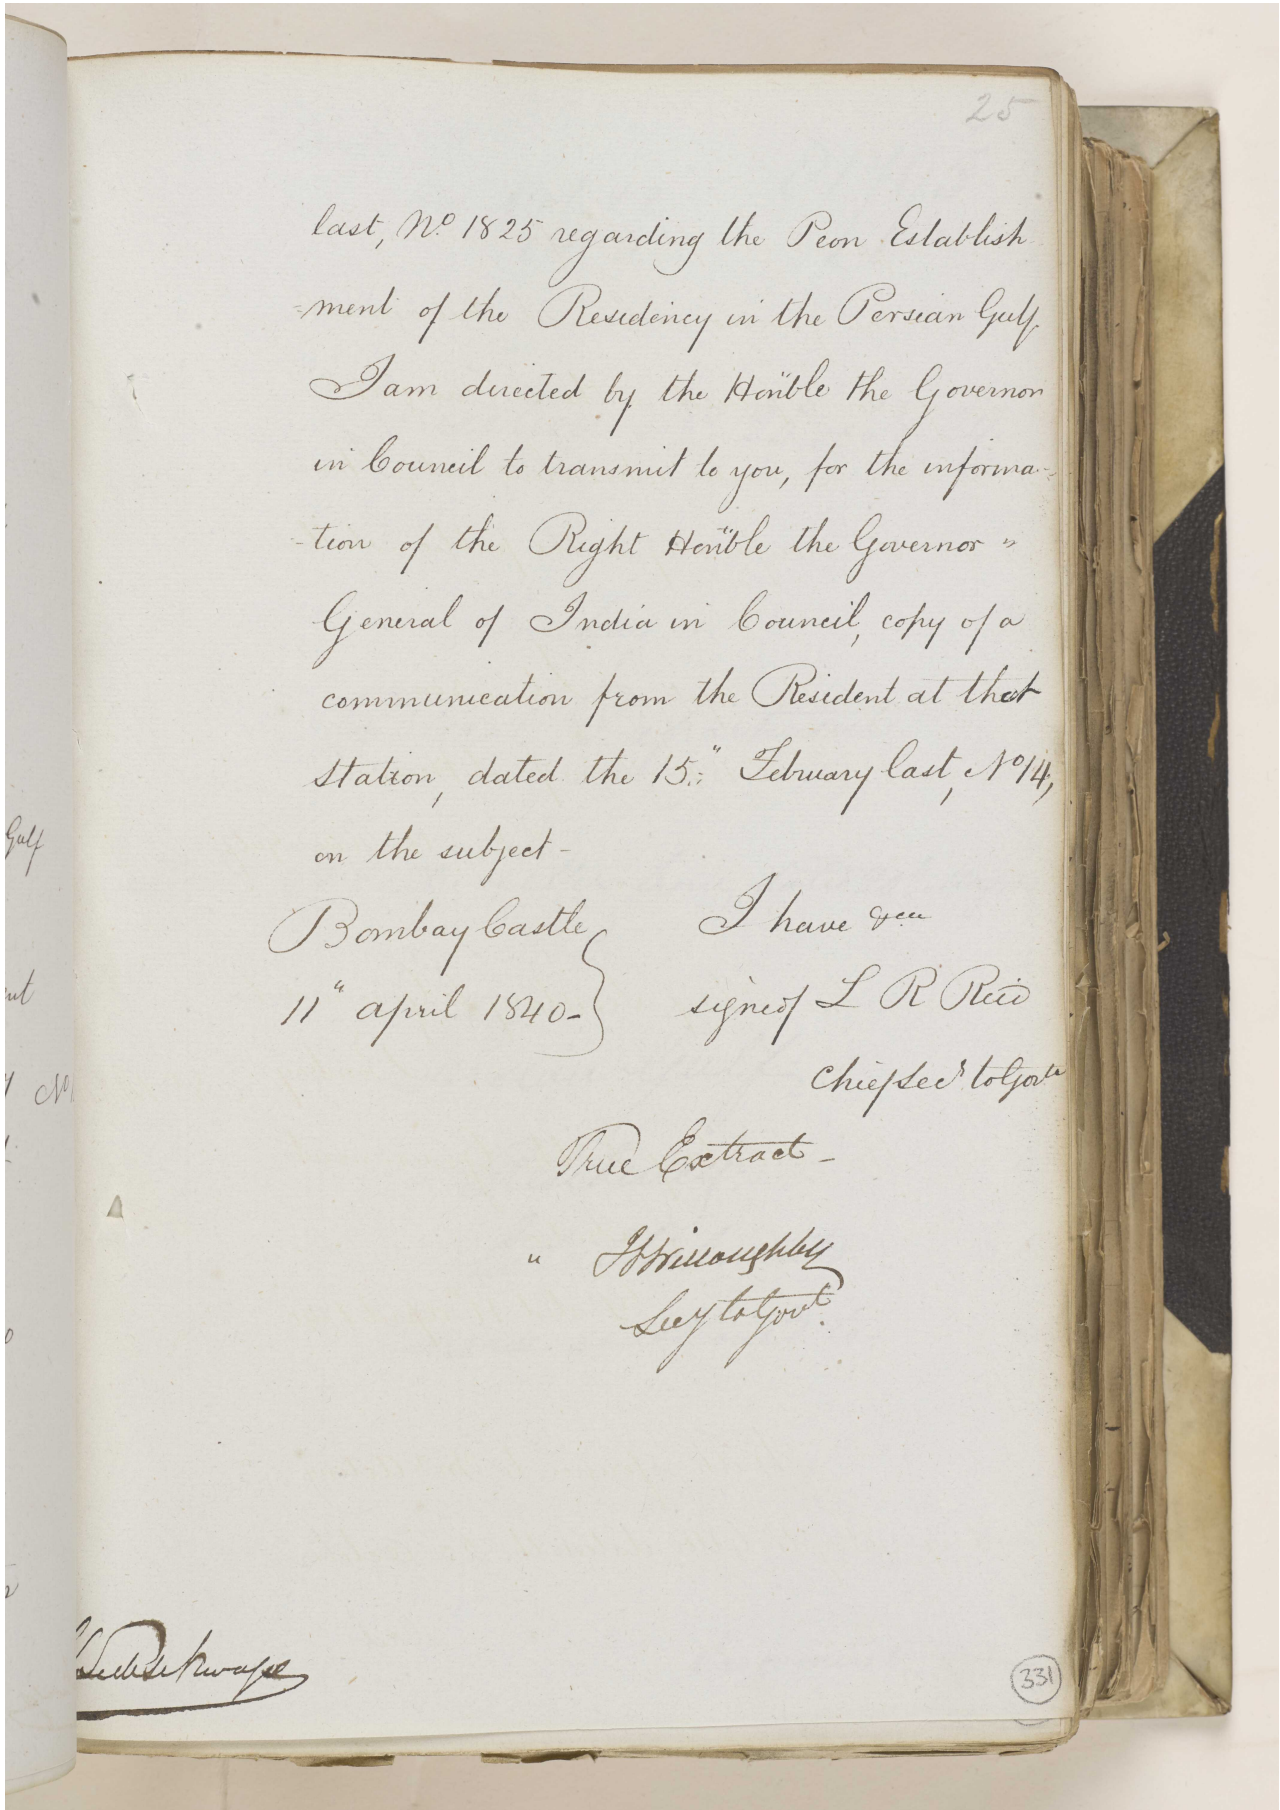 25
last, No. 1825 regarding the Peon Establish
=ment of the Residency in the Persian Gulf
I am directed by the Hon'ble the Governor
in Council to transmit to you, for the informa=
-tion of the Right Hon'ble the Governor "
General of India in Council, copy of a
communication from the Resident at that
station, dated the 15" February last, No 14,
on the subject -
Bombay Castle
11" april 1840-
I have &ca
signed L R Reid
Chief Secy to Govt
True Extract -
" J P Willoughby
Secy to Govt.
Gulf
No
331